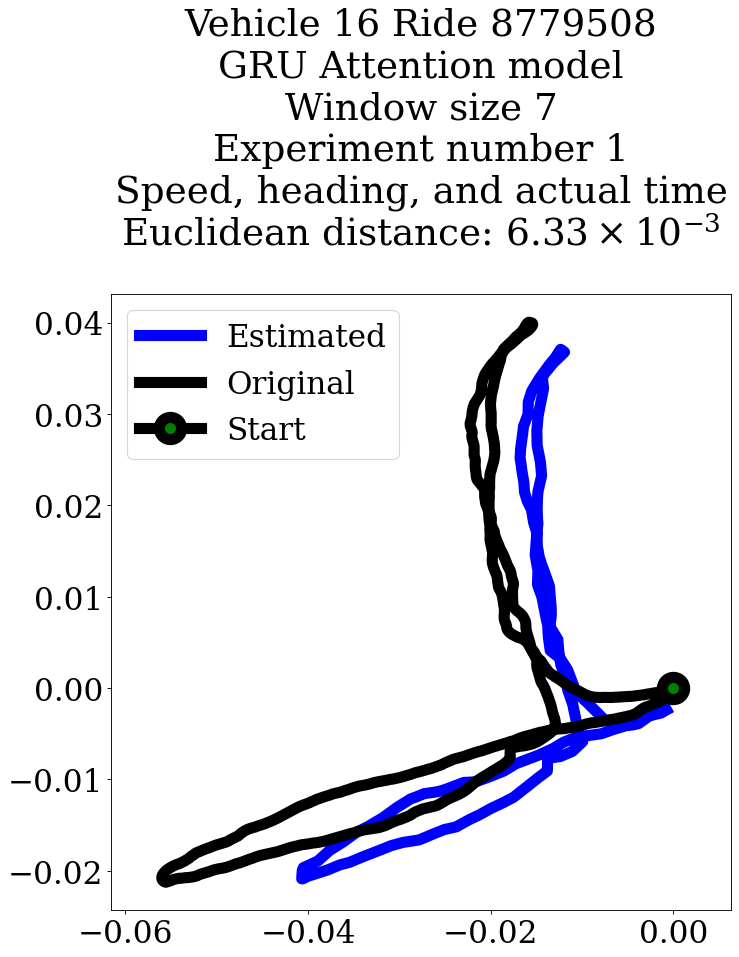 Vehicle 16 Ride 8779508
GRU Attention model
Window size 7
Experiment number 1
Speed, heading, and actual time
Euclidean distance: 6.33 × 10⁻³
Estimated
Original
Start
0.04
0.03
0.02
0.01
0.00
−0.01
−0.02
−0.06 −0.04 −0.02 0.00